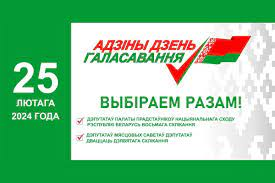 АДЗІНЫ ДЗЕНЬ
ГАЛАСАВАННЯ
25
ЛЮТАГА
2024 ГОДА
ВЫБІРАЕМ РАЗАМ!
ДЭПУТАТАЎ ПАЛАТЫ ПРАДСТАЎНІКОЎ НАЦЫЯНАЛЬНАГА СХОДУ
РЭСПУБЛІКІ БЕЛАРУСЬ ВОСЬМАГА СКЛІКАННЯ
ДЭПУТАТАЎ МЯСЦОВЫХ САВЕТАЎ ДЭПУТАТАЎ
ДВАЦЦАЦЬ ДЗЯВЯТАГА СКЛІКАННЯ